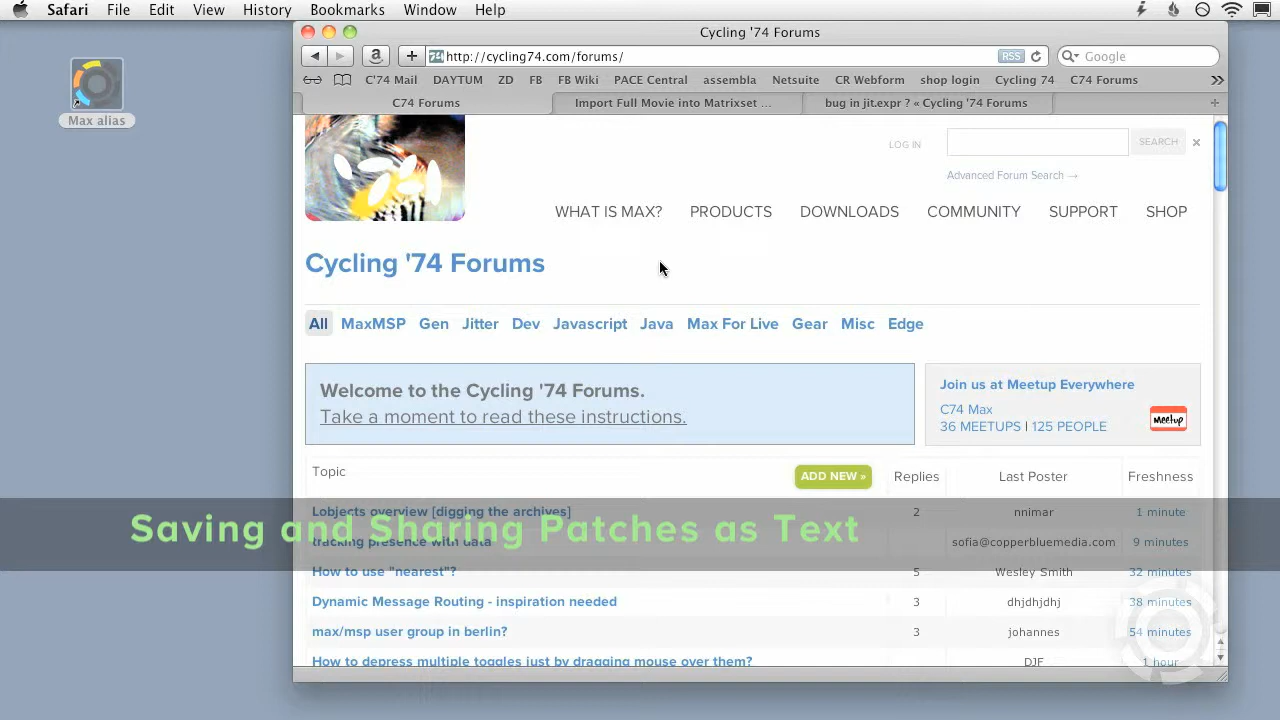 Safari File Edit View History Bookmarks Window Help
Max alias
Cycling '74 Forums
http://cycling74.com/forums/ RSS Google
C'74 Mail DAYTUM ZD FB FB Wiki PACE Central assembla Netsuite CR Webform shop login Cycling 74 C74 Forums
C74 Forums Import Full Movie into Matrixset ... bug in jit.expr ? « Cycling '74 Forums
LOG IN SEARCH
Advanced Forum Search →
WHAT IS MAX? PRODUCTS DOWNLOADS COMMUNITY SUPPORT SHOP
Cycling '74 Forums
All MaxMSP Gen Jitter Dev Javascript Java Max For Live Gear Misc Edge
Welcome to the Cycling '74 Forums.
Take a moment to read these instructions.
Join us at Meetup Everywhere
C74 Max
36 MEETUPS | 125 PEOPLE
Meetup
Topic ADD NEW » Replies Last Poster Freshness
Lobjects overview [digging the archives] 2 nnimar 1 minute
Saving and Sharing Patches as Text
tracking presence with data sofia@copperbluemedia.com 9 minutes
How to use "nearest"? 5 Wesley Smith 32 minutes
Dynamic Message Routing - inspiration needed 3 dhjdhjdhj 38 minutes
max/msp user group in berlin? 3 johannes 54 minutes
How to depress multiple toggles just by dragging mouse over them? DJF 1 hour